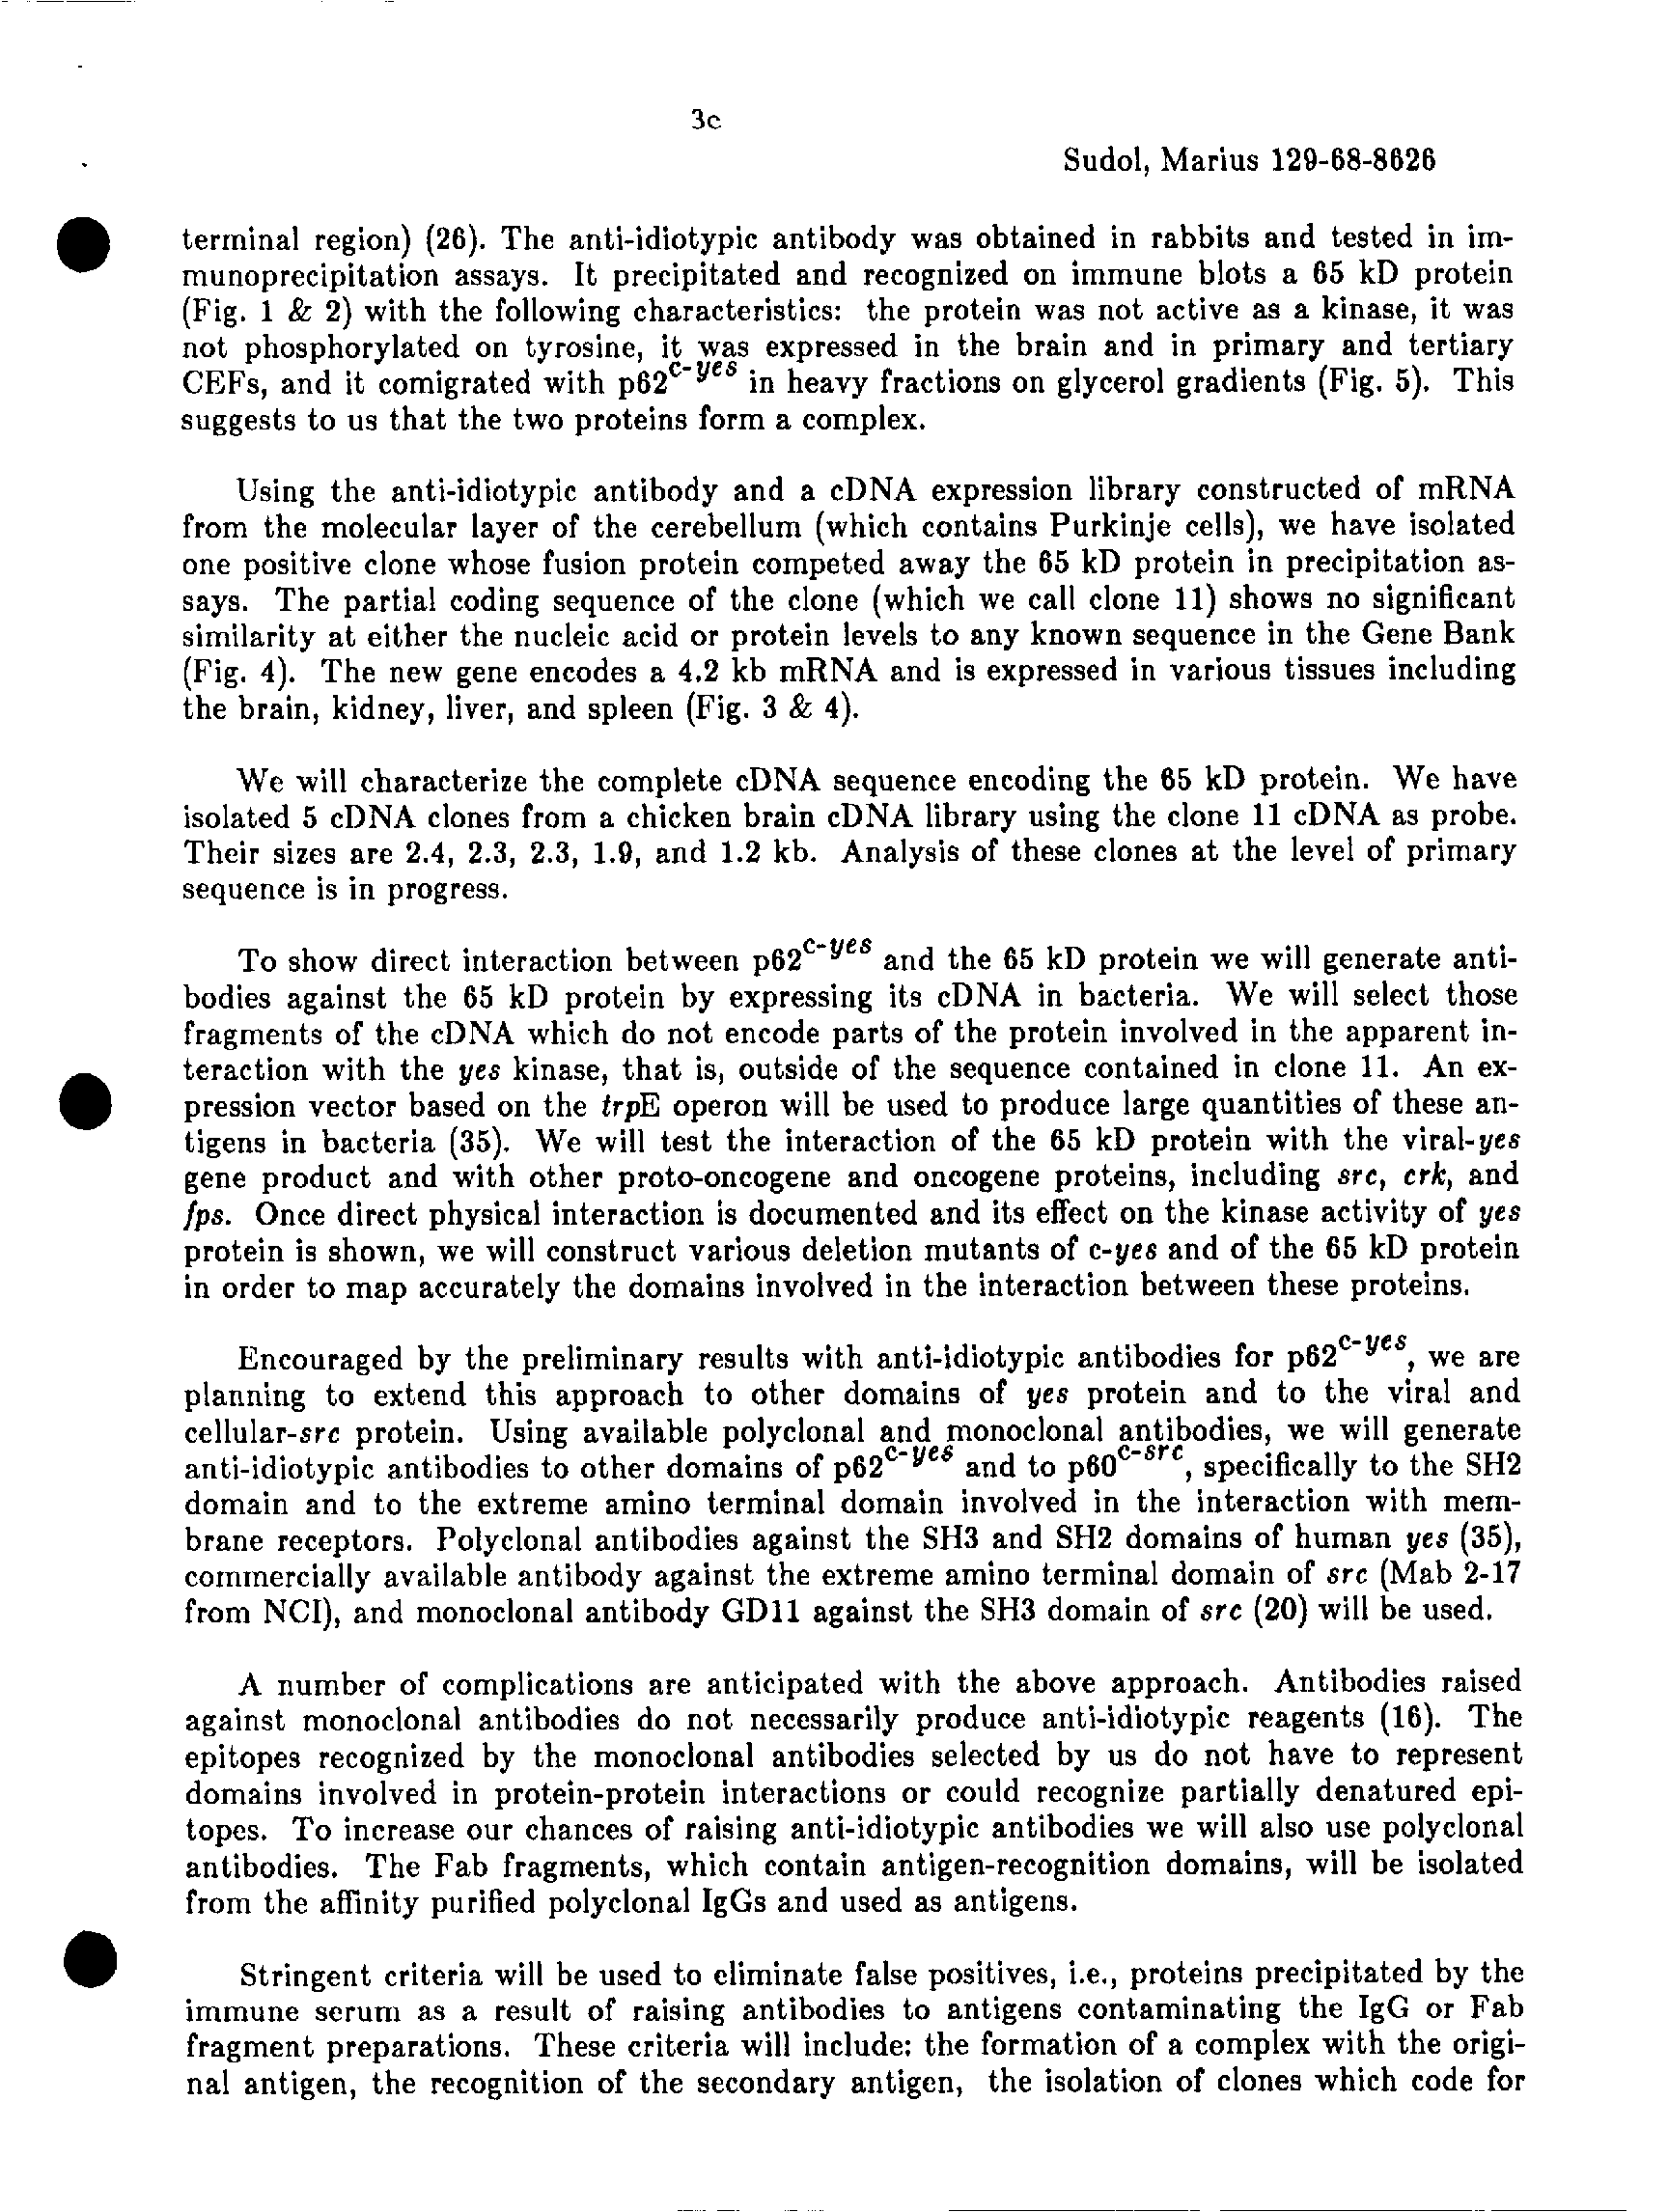 3c
Sudol, Marius 129-68-8626
terminal region) (26). The anti-idiotypic antibody was obtained in rabbits and tested in im-
munoprecipitation assays. It precipitated and recognized on immune blots a 65 kD protein
(Fig. 1 & 2) with the following characteristics: the protein was not active as a kinase, it was
not phosphorylated on tyrosine, it was expressed in the brain and in primary and tertiary
CEFs, and it comigrated with p62c-yes in heavy fractions on glycerol gradients (Fig. 5). This
suggests to us that the two proteins form a complex.
Using the anti-idiotypic antibody and a cDNA expression library constructed of mRNA
from the molecular layer of the cerebellum (which contains Purkinje cells), we have isolated
one positive clone whose fusion protein competed away the 65 kD protein in precipitation as-
says. The partial coding sequence of the clone (which we call clone 11) shows no significant
similarity at either the nucleic acid or protein levels to any known sequence in the Gene Bank
(Fig. 4). The new gene encodes a 4.2 kb mRNA and is expressed in various tissues including
the brain, kidney, liver, and spleen (Fig. 3 & 4).
We will characterize the complete cDNA sequence encoding the 65 kD protein. We have
isolated 5 cDNA clones from a chicken brain cDNA library using the clone 11 cDNA as probe.
Their sizes are 2.4, 2.3, 2.3, 1.9, and 1.2 kb. Analysis of these clones at the level of primary
sequence is in progress.
To show direct interaction between p62c-yes and the 65 kD protein we will generate anti-
bodies against the 65 kD protein by expressing its cDNA in bacteria. We will select those
fragments of the cDNA which do not encode parts of the protein involved in the apparent in-
teraction with the yes kinase, that is, outside of the sequence contained in clone 11. An ex-
pression vector based on the trpE operon will be used to produce large quantities of these an-
tigens in bacteria (35). We will test the interaction of the 65 kD protein with the viral-yes
gene product and with other proto-oncogene and oncogene proteins, including src, crk, and
fps. Once direct physical interaction is documented and its effect on the kinase activity of yes
protein is shown, we will construct various deletion mutants of c-yes and of the 65 kD protein
in order to map accurately the domains involved in the interaction between these proteins.
Encouraged by the preliminary results with anti-idiotypic antibodies for p62c-yes, we are
planning to extend this approach to other domains of yes protein and to the viral and
cellular-src protein. Using available polyclonal and monoclonal antibodies, we will generate
anti-idiotypic antibodies to other domains of p62c-yes and to p60c-src, specifically to the SH2
domain and to the extreme amino terminal domain involved in the interaction with mem-
brane receptors. Polyclonal antibodies against the SH3 and SH2 domains of human yes (35),
commercially available antibody against the extreme amino terminal domain of src (Mab 2-17
from NCI), and monoclonal antibody GD11 against the SH3 domain of src (20) will be used.
A number of complications are anticipated with the above approach. Antibodies raised
against monoclonal antibodies do not necessarily produce anti-idiotypic reagents (16). The
epitopes recognized by the monoclonal antibodies selected by us do not have to represent
domains involved in protein-protein interactions or could recognize partially denatured epi-
topes. To increase our chances of raising anti-idiotypic antibodies we will also use polyclonal
antibodies. The Fab fragments, which contain antigen-recognition domains, will be isolated
from the affinity purified polyclonal IgGs and used as antigens.
Stringent criteria will be used to eliminate false positives, i.e., proteins precipitated by the
immune serum as a result of raising antibodies to antigens contaminating the IgG or Fab
fragment preparations. These criteria will include: the formation of a complex with the origi-
nal antigen, the recognition of the secondary antigen, the isolation of clones which code for